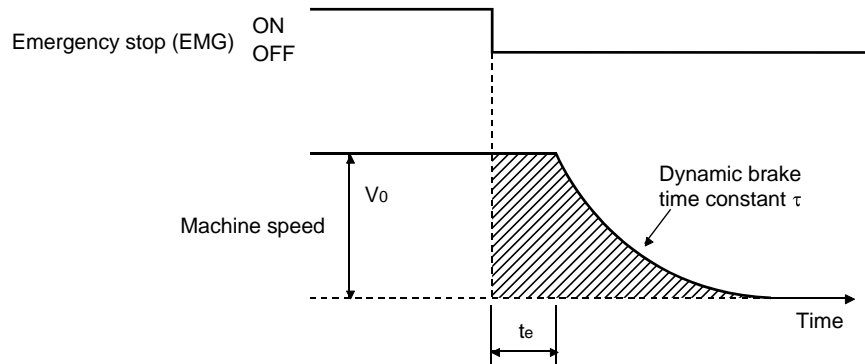 ON
Emergency stop (EMG)
OFF
V0
Dynamic brake
time constant τ
Machine speed
Time
te